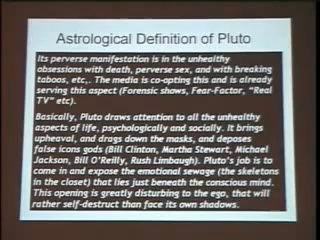 Astrological Definition of Pluto
Its perverse manifestation is in the unhealthy
obsessions with death, perverse sex, and with breaking
taboos, etc,. The media is co-opting this and is already
serving this aspect (Forensic shows, Fear-Factor, "Real
TV" etc).
Basically, Pluto draws attention to all the unhealthy
aspects of life, psychologically and socially. It brings
upheaval, and drags down the masks, and deposes
false icons gods (Bill Clinton, Martha Stewart, Michael
Jackson, Bill O'Reilly, Rush Limbaugh). Pluto's job is to
come in and expose the emotional sewage (the skeletons
in the closet) that lies just beneath the conscious mind.
This opening is greatly disturbing to the ego, that will
rather self-destruct than face its own shadows.